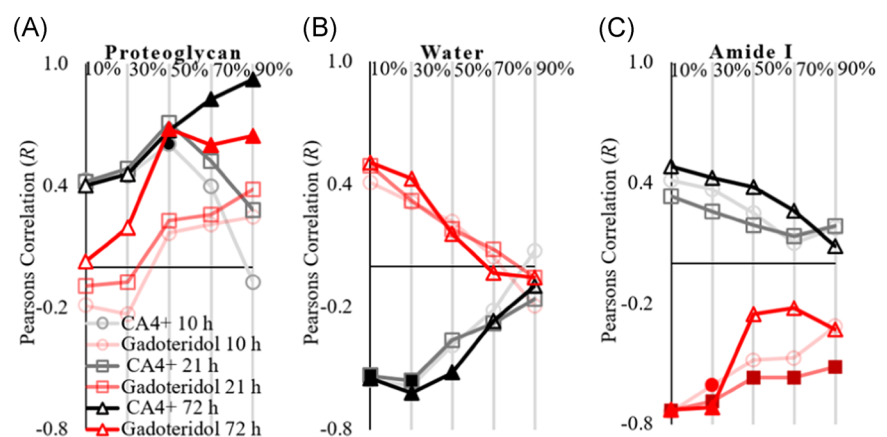 (A)
Proteoglycan
1.0
10% 30% 50% 70% 90%
0.4
-0.2
-0.8
Pearsons Correlation (R)
CA4+ 10 h
Gadoteridol 10 h
CA4+ 21 h
Gadoteridol 21 h
CA4+ 72 h
Gadoteridol 72 h
(B)
Water
1.0
10% 30% 50% 70% 90%
0.4
-0.2
-0.8
Pearsons Correlation (R)
(C)
Amide I
1.0
10% 30% 50% 70% 90%
0.4
-0.2
-0.8
Pearsons Correlation (R)